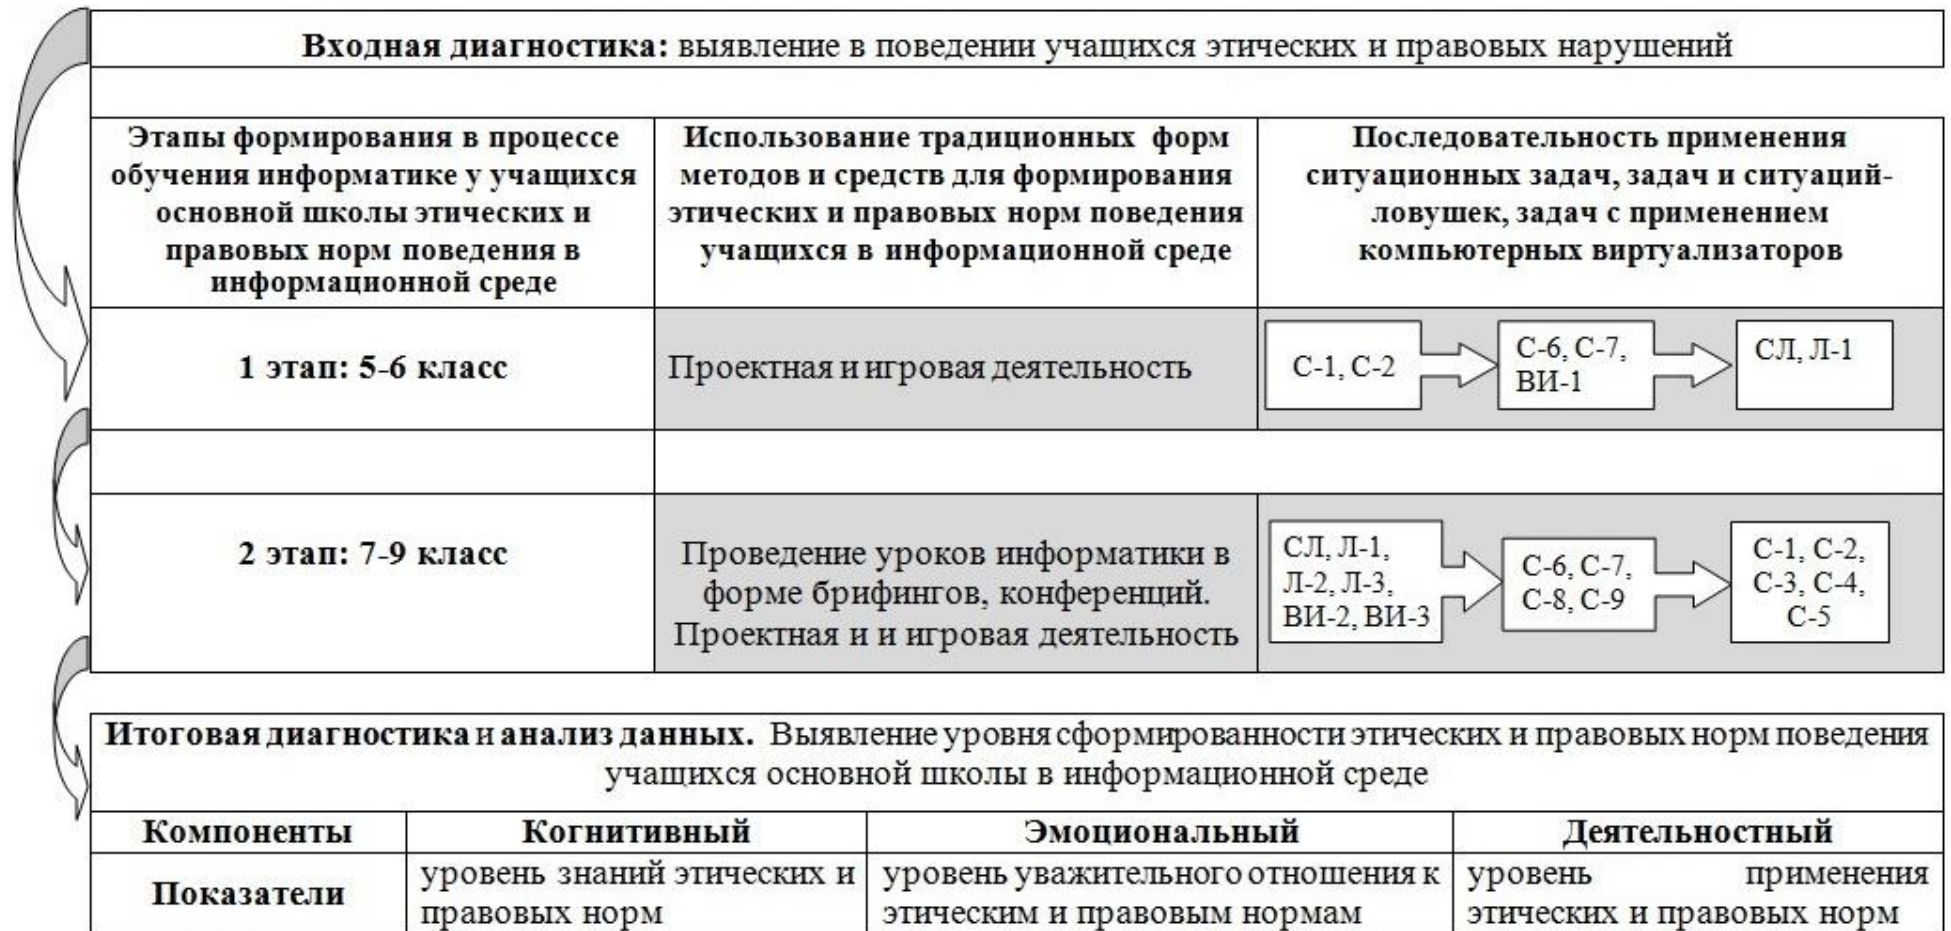 Входная диагностика: выявление в поведении учащихся этических и правовых нарушений
Этапы формирования в процессе
обучения информатике у учащихся
основной школы этических и
правовых норм поведения в
информационной среде
Использование традиционных форм
методов и средств для формирования
этических и правовых норм поведения
учащихся в информационной среде
Последовательность применения
ситуационных задач, задач и ситуаций-
ловушек, задач с применением
компьютерных виртуализаторов
1 этап: 5-6 класс
Проектная и игровая деятельность
С-1, С-2
С-6, С-7,
ВИ-1
СЛ, Л-1
2 этап: 7-9 класс
Проведение уроков информатики в
форме брифингов, конференций.
Проектная и и игровая деятельность
СЛ, Л-1,
Л-2, Л-3,
ВИ-2, ВИ-3
С-6, С-7,
С-8, С-9
С-1, С-2,
С-3, С-4,
С-5
Итоговая диагностика и анализ данных. Выявление уровня сформированности этических и правовых норм поведения
учащихся основной школы в информационной среде
Компоненты
Когнитивный
Эмоциональный
Деятельностный
Показатели
уровень знаний этических и
правовых норм
уровень уважительного отношения к
этическим и правовым нормам
уровень применения
этических и правовых норм